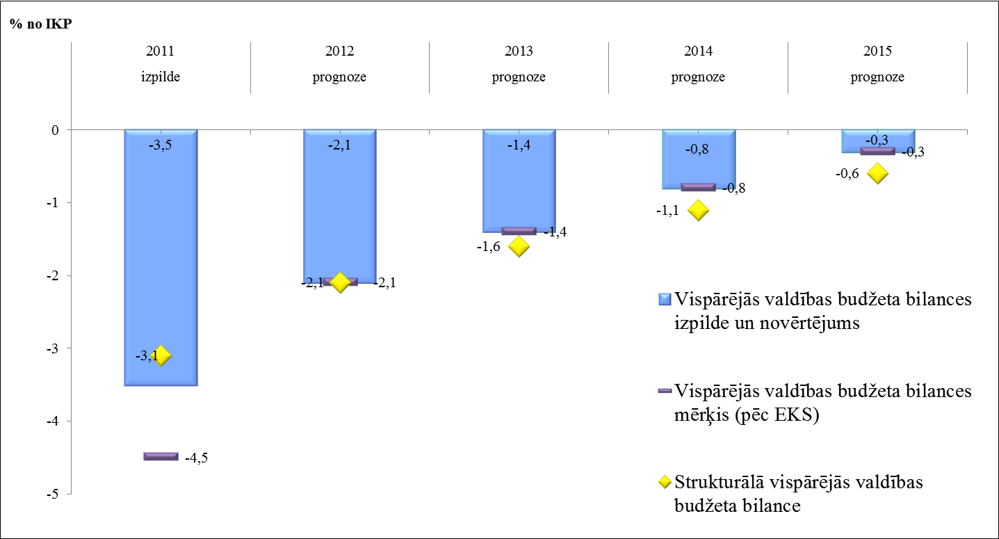 % no IKP
2011 2012 2013 2014 2015
izpilde prognoze prognoze prognoze prognoze
0
-3,5 -2,1 -1,4 -0,8 -0,3
-0,3
-0,6
-0,8
-1
-1,1
-1,4
-1,6
-2
-2,1 -2,1
Vispārējās valdības budžeta bilances
izpilde un novērtējums
-3
-3,1
Vispārējās valdības budžeta bilances
mērķis (pēc EKS)
-4
-4,5
Strukturālā vispārējās valdības
budžeta bilance
-5